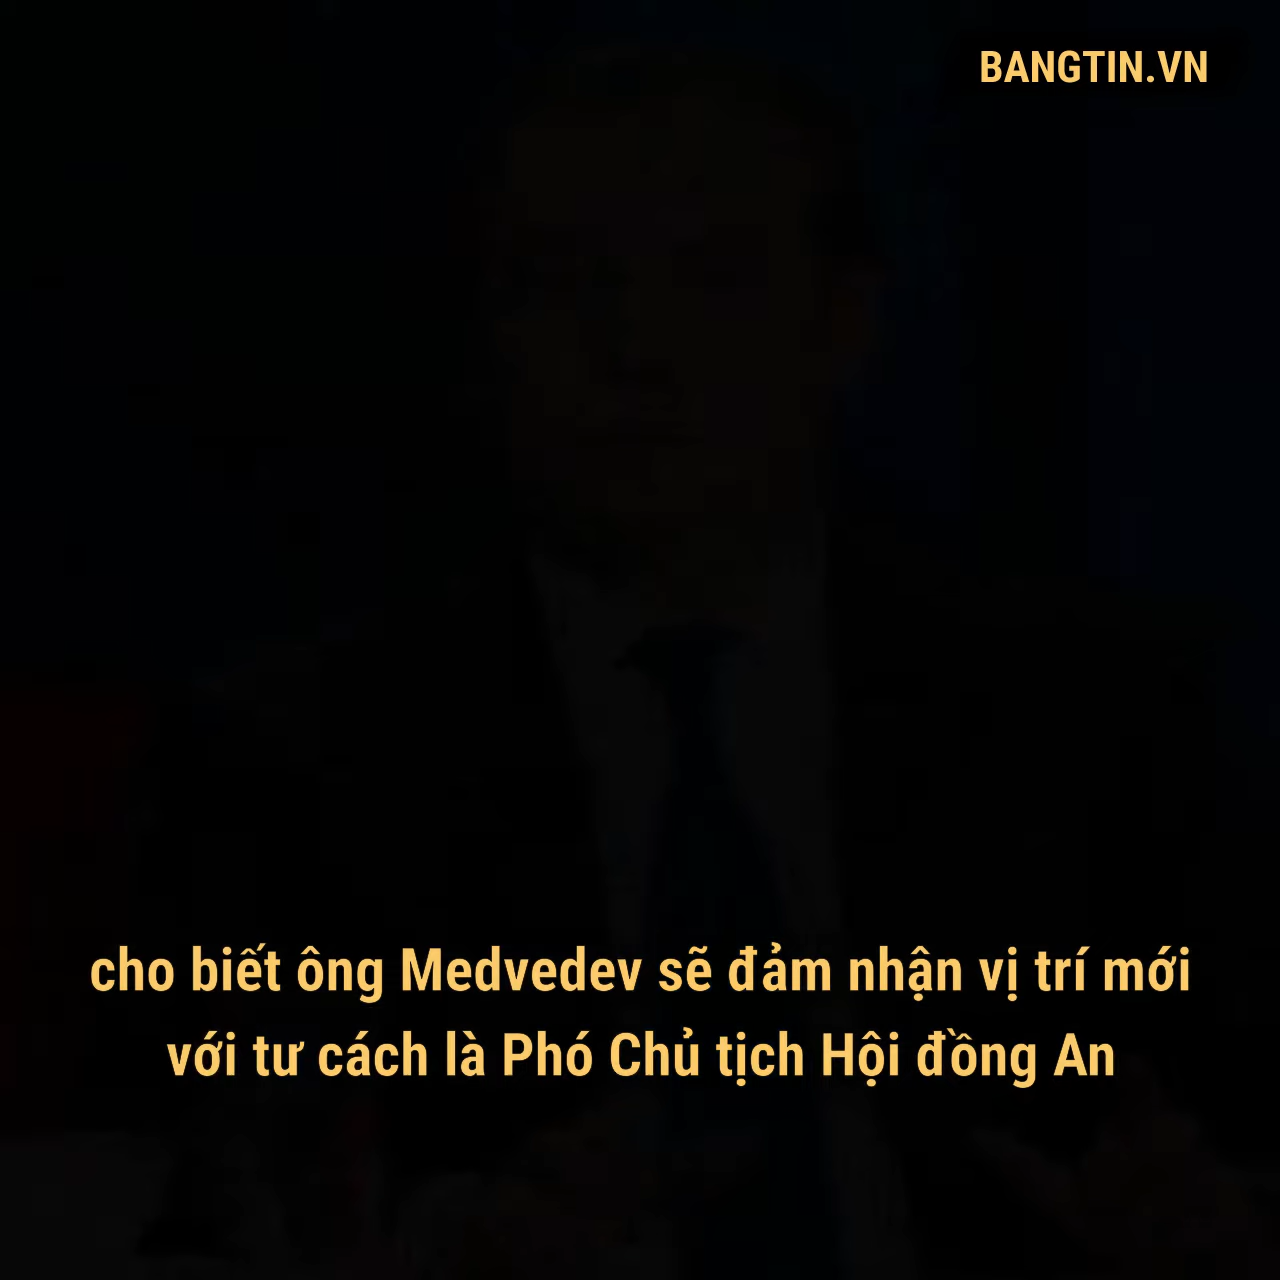 BANGTIN.VN
cho biết ông Medvedev sẽ đảm nhận vị trí mới
với tư cách là Phó Chủ tịch Hội đồng An